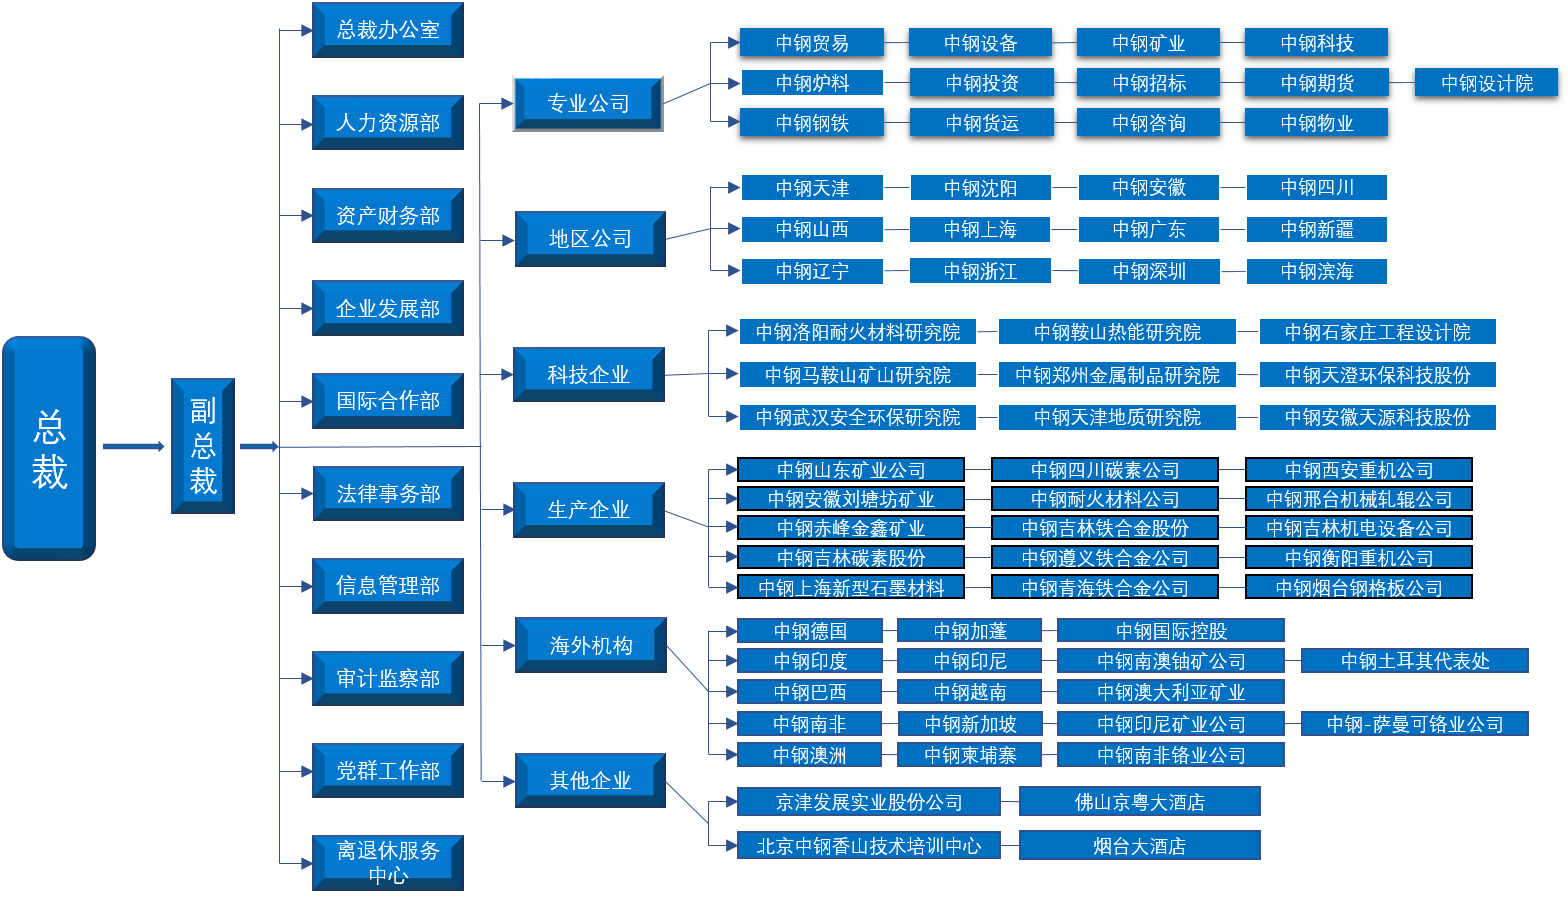 总
裁
副
总
裁
总裁办公室
人力资源部
资产财务部
企业发展部
国际合作部
法律事务部
信息管理部
审计监察部
党群工作部
离退休服务
中心
专业公司
中钢贸易 中钢设备 中钢矿业 中钢科技
中钢炉料 中钢投资 中钢招标 中钢期货 中钢设计院
中钢钢铁 中钢货运 中钢咨询 中钢物业
地区公司
中钢天津 中钢沈阳 中钢安徽 中钢四川
中钢山西 中钢上海 中钢广东 中钢新疆
中钢辽宁 中钢浙江 中钢深圳 中钢滨海
科技企业
中钢洛阳耐火材料研究院 中钢鞍山热能研究院 中钢石家庄工程设计院
中钢马鞍山矿山研究院 中钢郑州金属制品研究院 中钢天澄环保科技股份
中钢武汉安全环保研究院 中钢天津地质研究院 中钢安徽天源科技股份
生产企业
中钢山东矿业公司 中钢四川碳素公司 中钢西安重机公司
中钢安徽刘塘坊矿业 中钢耐火材料公司 中钢邢台机械轧辊公司
中钢赤峰金鑫矿业 中钢吉林铁合金股份 中钢吉林机电设备公司
中钢吉林碳素股份 中钢遵义铁合金公司 中钢衡阳重机公司
中钢上海新型石墨材料 中钢青海铁合金公司 中钢烟台钢格板公司
海外机构
中钢德国 中钢加蓬 中钢国际控股
中钢印度 中钢印尼 中钢南澳铀矿公司 中钢土耳其代表处
中钢巴西 中钢越南 中钢澳大利亚矿业
中钢南非 中钢新加坡 中钢印尼矿业公司 中钢-萨曼可铬业公司
中钢澳洲 中钢柬埔寨 中钢南非铬业公司
其他企业
京津发展实业股份公司 佛山京粤大酒店
北京中钢香山技术培训中心 烟台大酒店